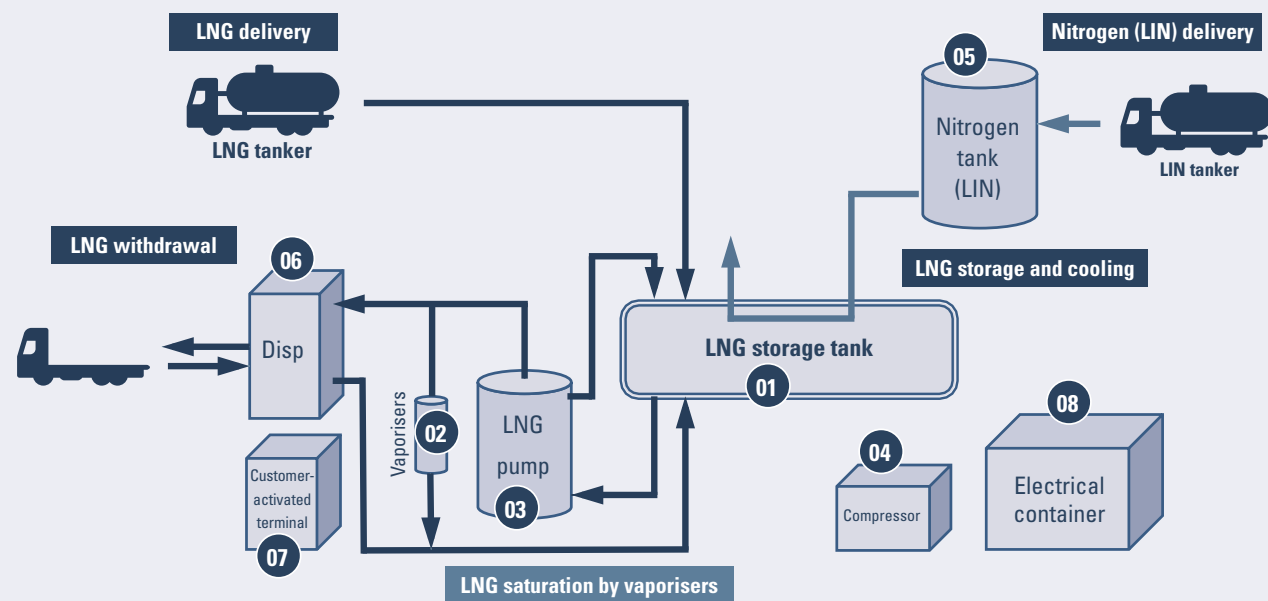 LNG delivery
LNG tanker
Nitrogen (LIN) delivery
05
Nitrogen
tank
(LIN)
LIN tanker
LNG withdrawal
06
Disp
LNG storage and cooling
LNG storage tank
01
Vaporisers
02
LNG
pump
03
Customer-
activated
terminal
07
04
Compressor
08
Electrical
container
LNG saturation by vaporisers